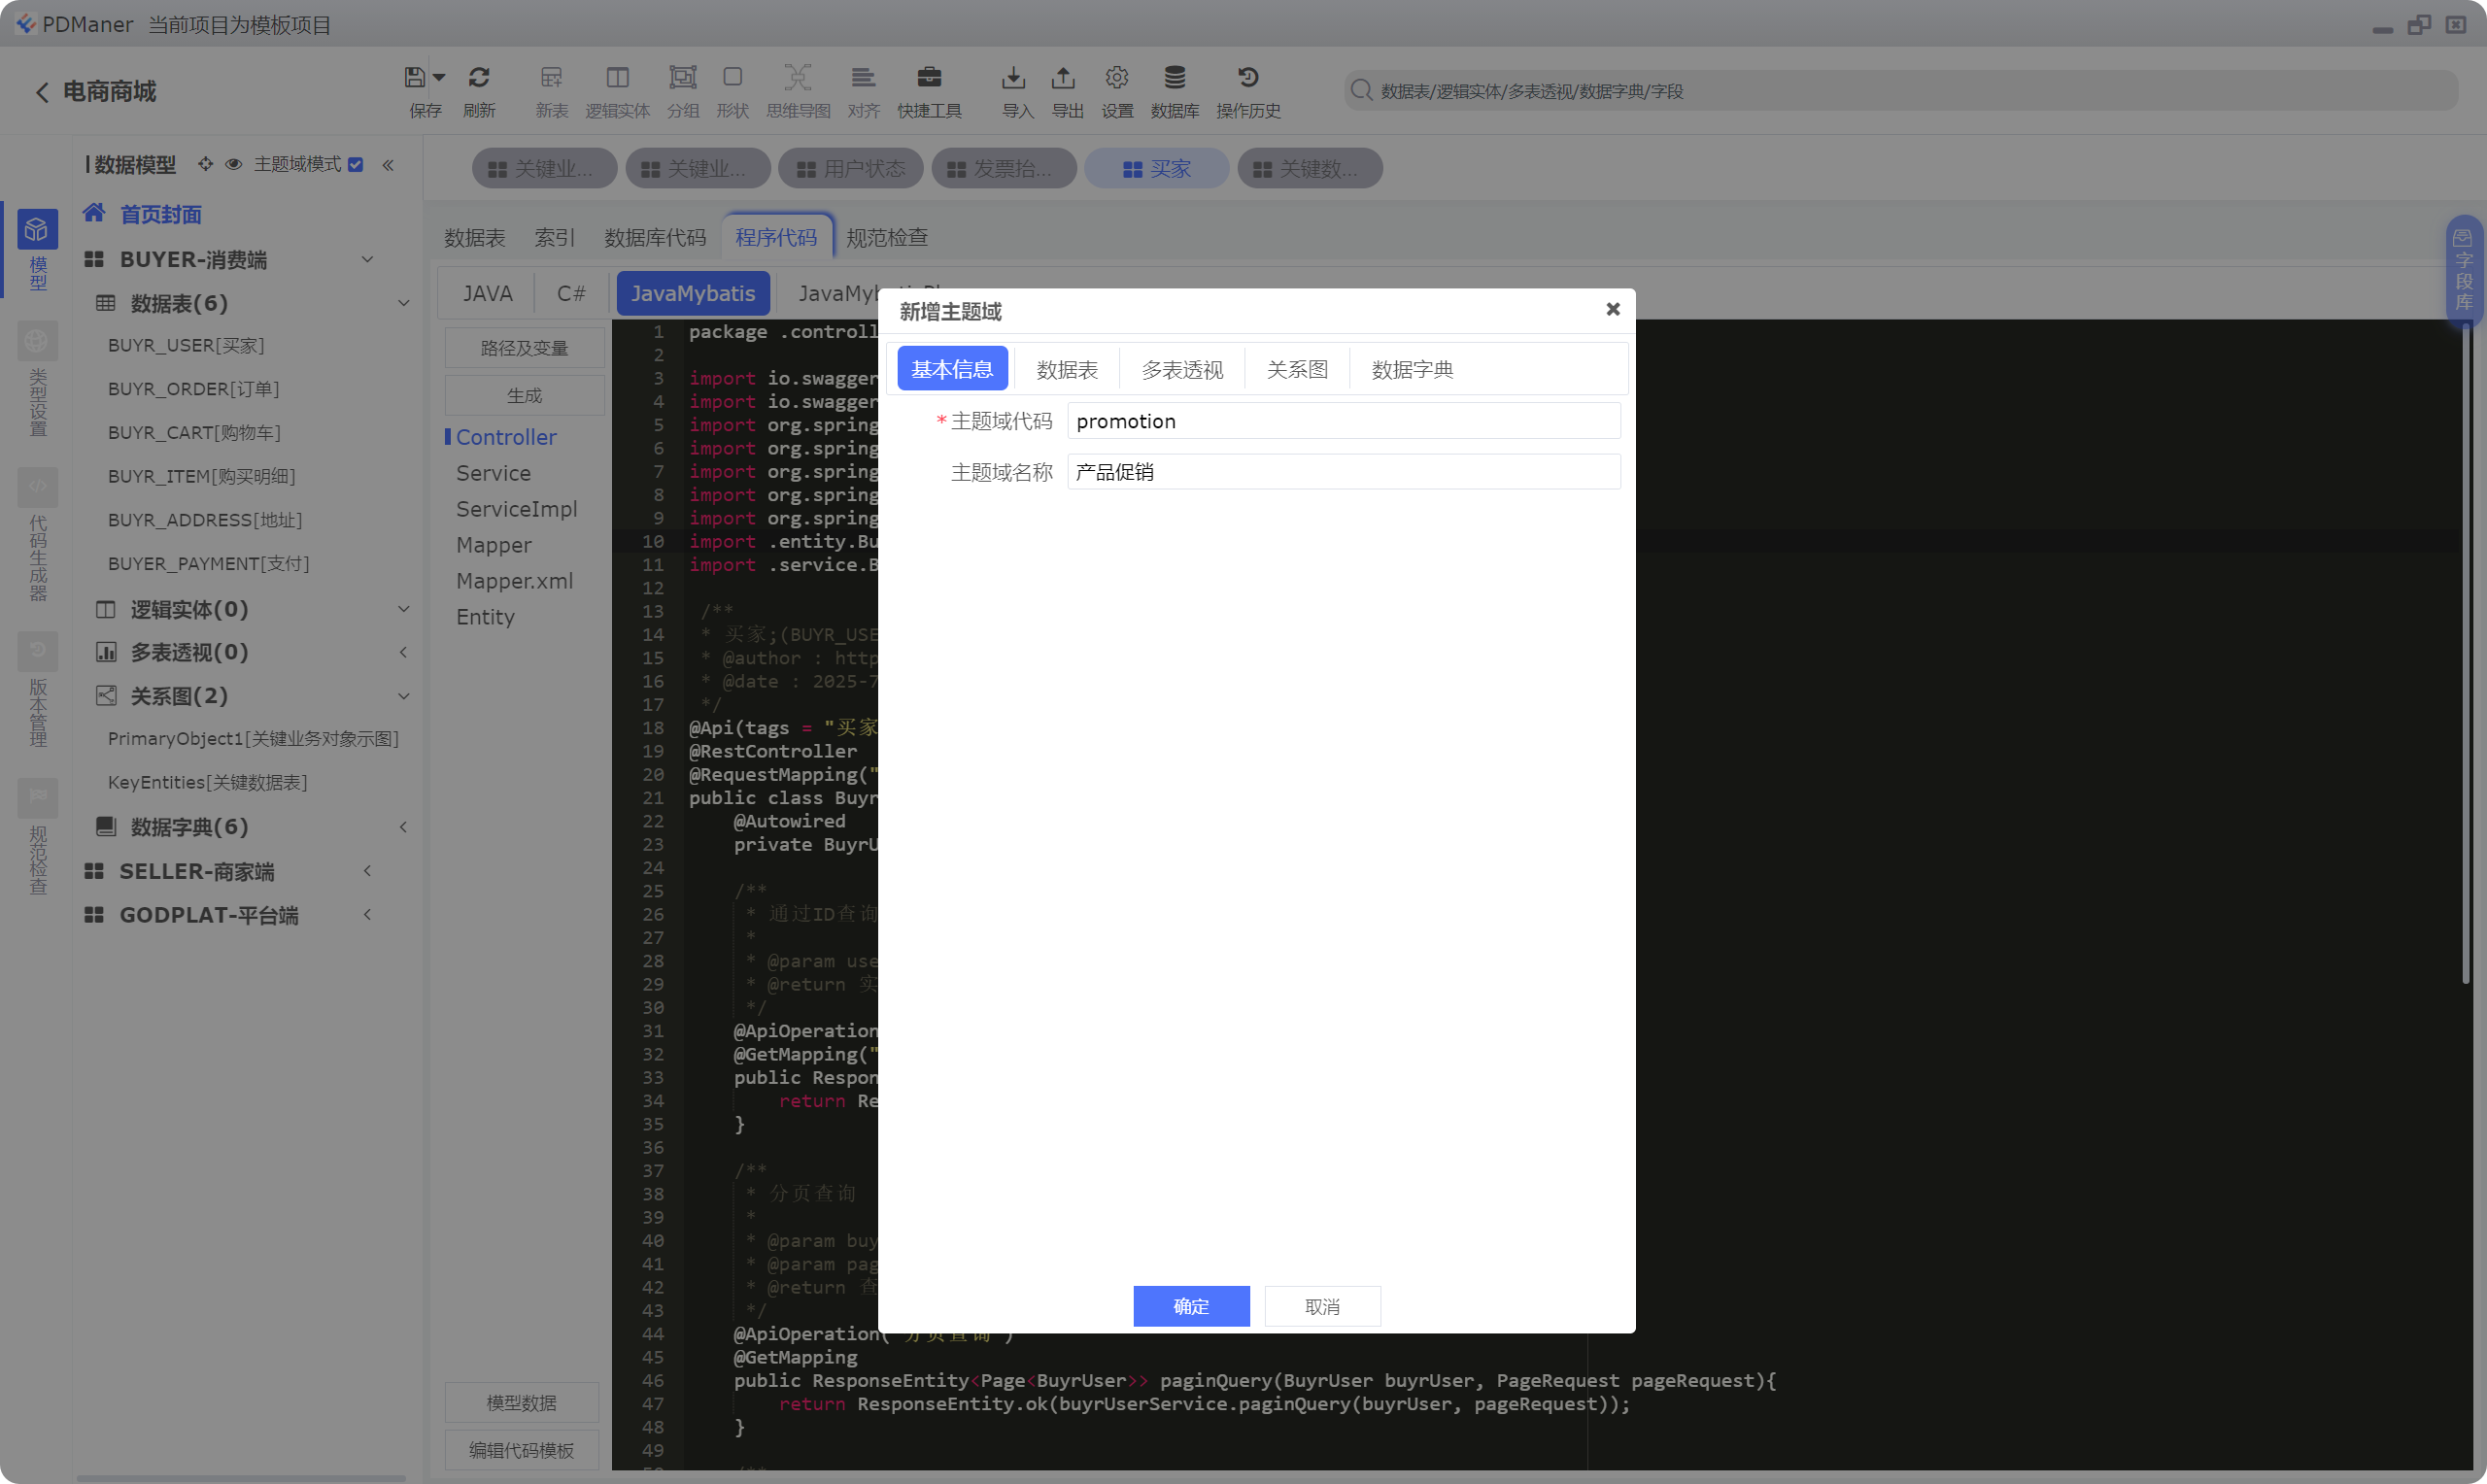 PDManer 当前项目为模板项目
电商商城
保存 刷新 新表 逻辑实体 分组 形状 思维导图 对齐 快捷工具 导入 导出 设置 数据库 操作历史
数据表/逻辑实体/多表透视/数据字典/字段
模型
类型设置
代码生成器
版本管理
规范检查
数据模型 主题域模式
首页封面
BUYER-消费端
数据表(6)
BUYR_USER[买家]
BUYR_ORDER[订单]
BUYR_CART[购物车]
BUYR_ITEM[购买明细]
BUYR_ADDRESS[地址]
BUYER_PAYMENT[支付]
逻辑实体(0)
多表透视(0)
关系图(2)
PrimaryObject1[关键业务对象示图]
KeyEntities[关键数据表]
数据字典(6)
SELLER-商家端
GODPLAT-平台端
关键业... 关键业... 用户状态 发票抬... 买家 关键数...
数据表 索引 数据库代码 程序代码 规范检查
JAVA C# JavaMybatis
路径及变量
生成
Controller
Service
ServiceImpl
Mapper
Mapper.xml
Entity
模型数据
编辑代码模板
1 package .controll
2
3 import io.swagger
4 import io.swagger
5 import org.spring
6 import org.spring
7 import org.spring
8 import org.spring
9 import org.spring
10 import .entity.Bu
11 import .service.B
12
13 /**
14 * 买家;(BUYR_USE
15 * @author : http
16 * @date : 2025-7
17 */
18 @Api(tags = "买家
19 @RestController
20 @RequestMapping("
21 public class Buyr
22 @Autowired
23 private BuyrU
24
25 /**
26 * 通过ID查询
27 *
28 * @param use
29 * @return 实
30 */
31 @ApiOperation
32 @GetMapping("
33 public Respon
34 return Re
35 }
36
37 /**
38 * 分页查询
39 *
40 * @param buy
41 * @param pag
42 * @return 查
43 */
44 @ApiOperation("分页查询")
45 @GetMapping
46 public ResponseEntity<Page<BuyrUser>> paginQuery(BuyrUser buyrUser, PageRequest pageRequest){
47 return ResponseEntity.ok(buyrUserService.paginQuery(buyrUser, pageRequest));
48 }
49
新增主题域
基本信息 数据表 多表透视 关系图 数据字典
* 主题域代码 promotion
主题域名称 产品促销
确定 取消
字段库